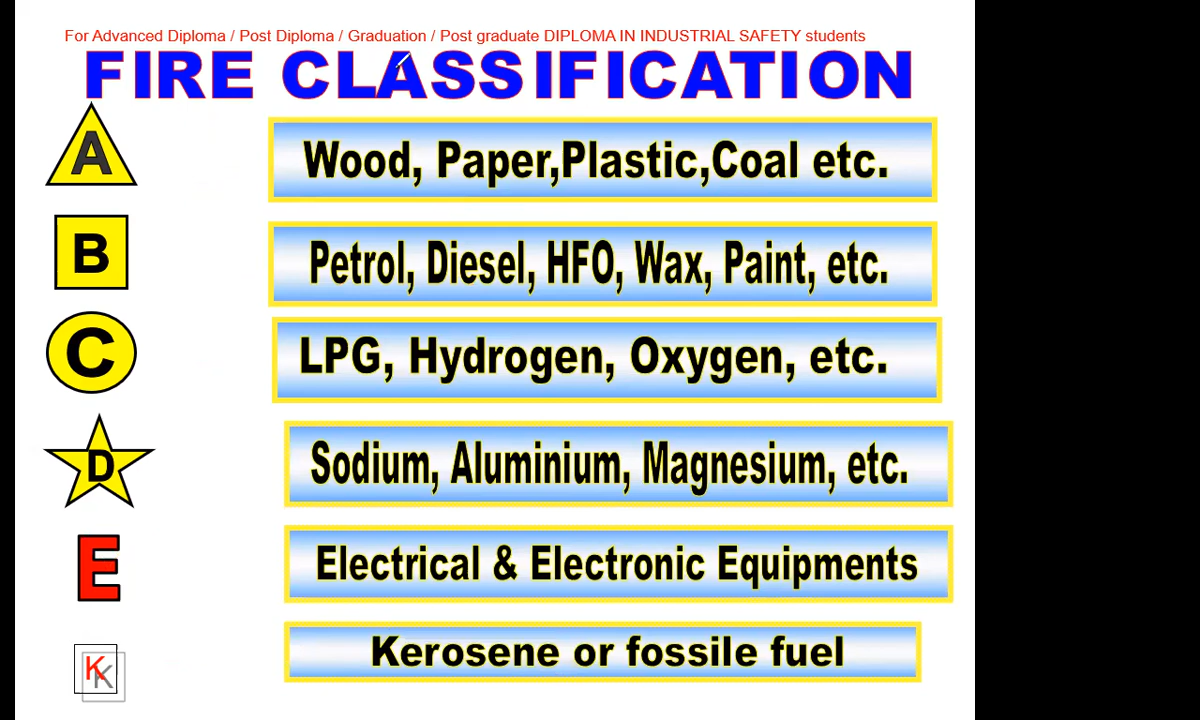 For Advanced Diploma / Post Diploma / Graduation / Post graduate DIPLOMA IN INDUSTRIAL SAFETY students
FIRE CLASSIFICATION
A
Wood, Paper,Plastic,Coal etc.
B
Petrol, Diesel, HFO, Wax, Paint, etc.
C
LPG, Hydrogen, Oxygen, etc.
D
Sodium, Aluminium, Magnesium, etc.
E
Electrical & Electronic Equipments
K K
Kerosene or fossile fuel